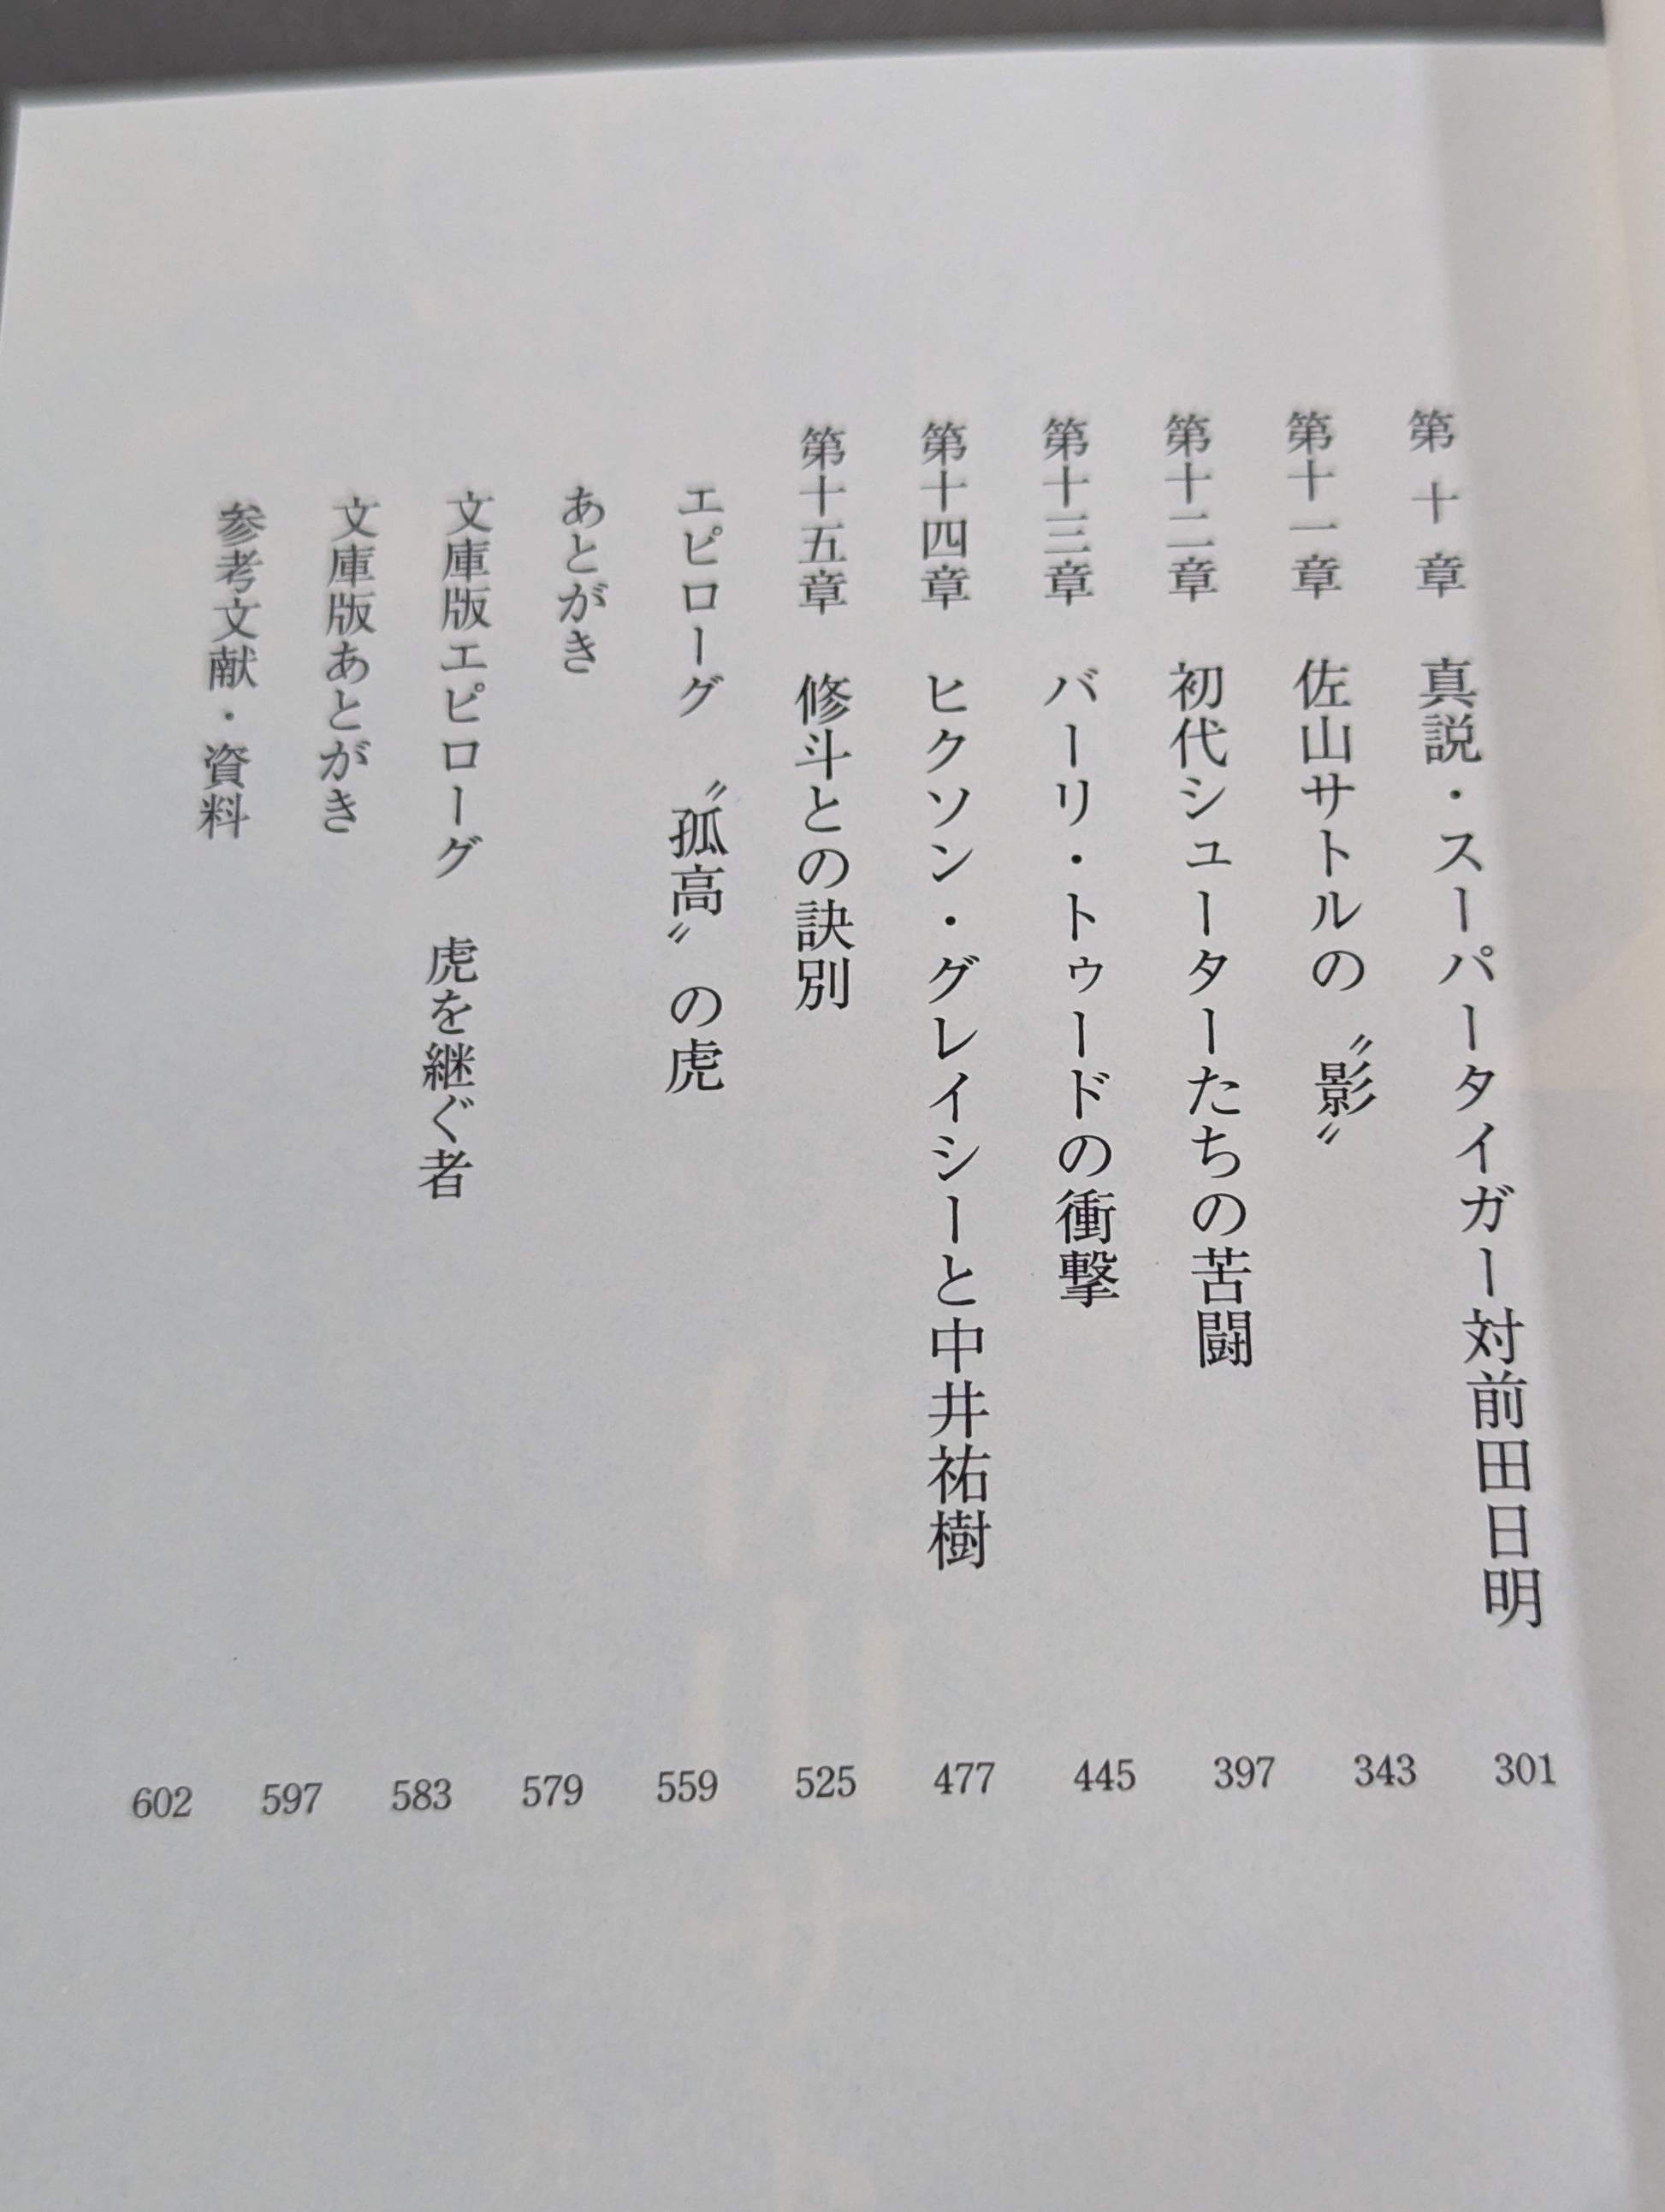 第十章　真説・スーパータイガー対前田日明　301
第十一章　佐山サトルの〝影〟　343
第十二章　初代シューターたちの苦闘　397
第十三章　バーリ・トゥードの衝撃　445
第十四章　ヒクソン・グレイシーと中井祐樹　477
第十五章　修斗との訣別　525
エピローグ　〝孤高〟の虎　559
あとがき　579
文庫版エピローグ　虎を継ぐ者　583
文庫版あとがき　597
参考文献・資料　602